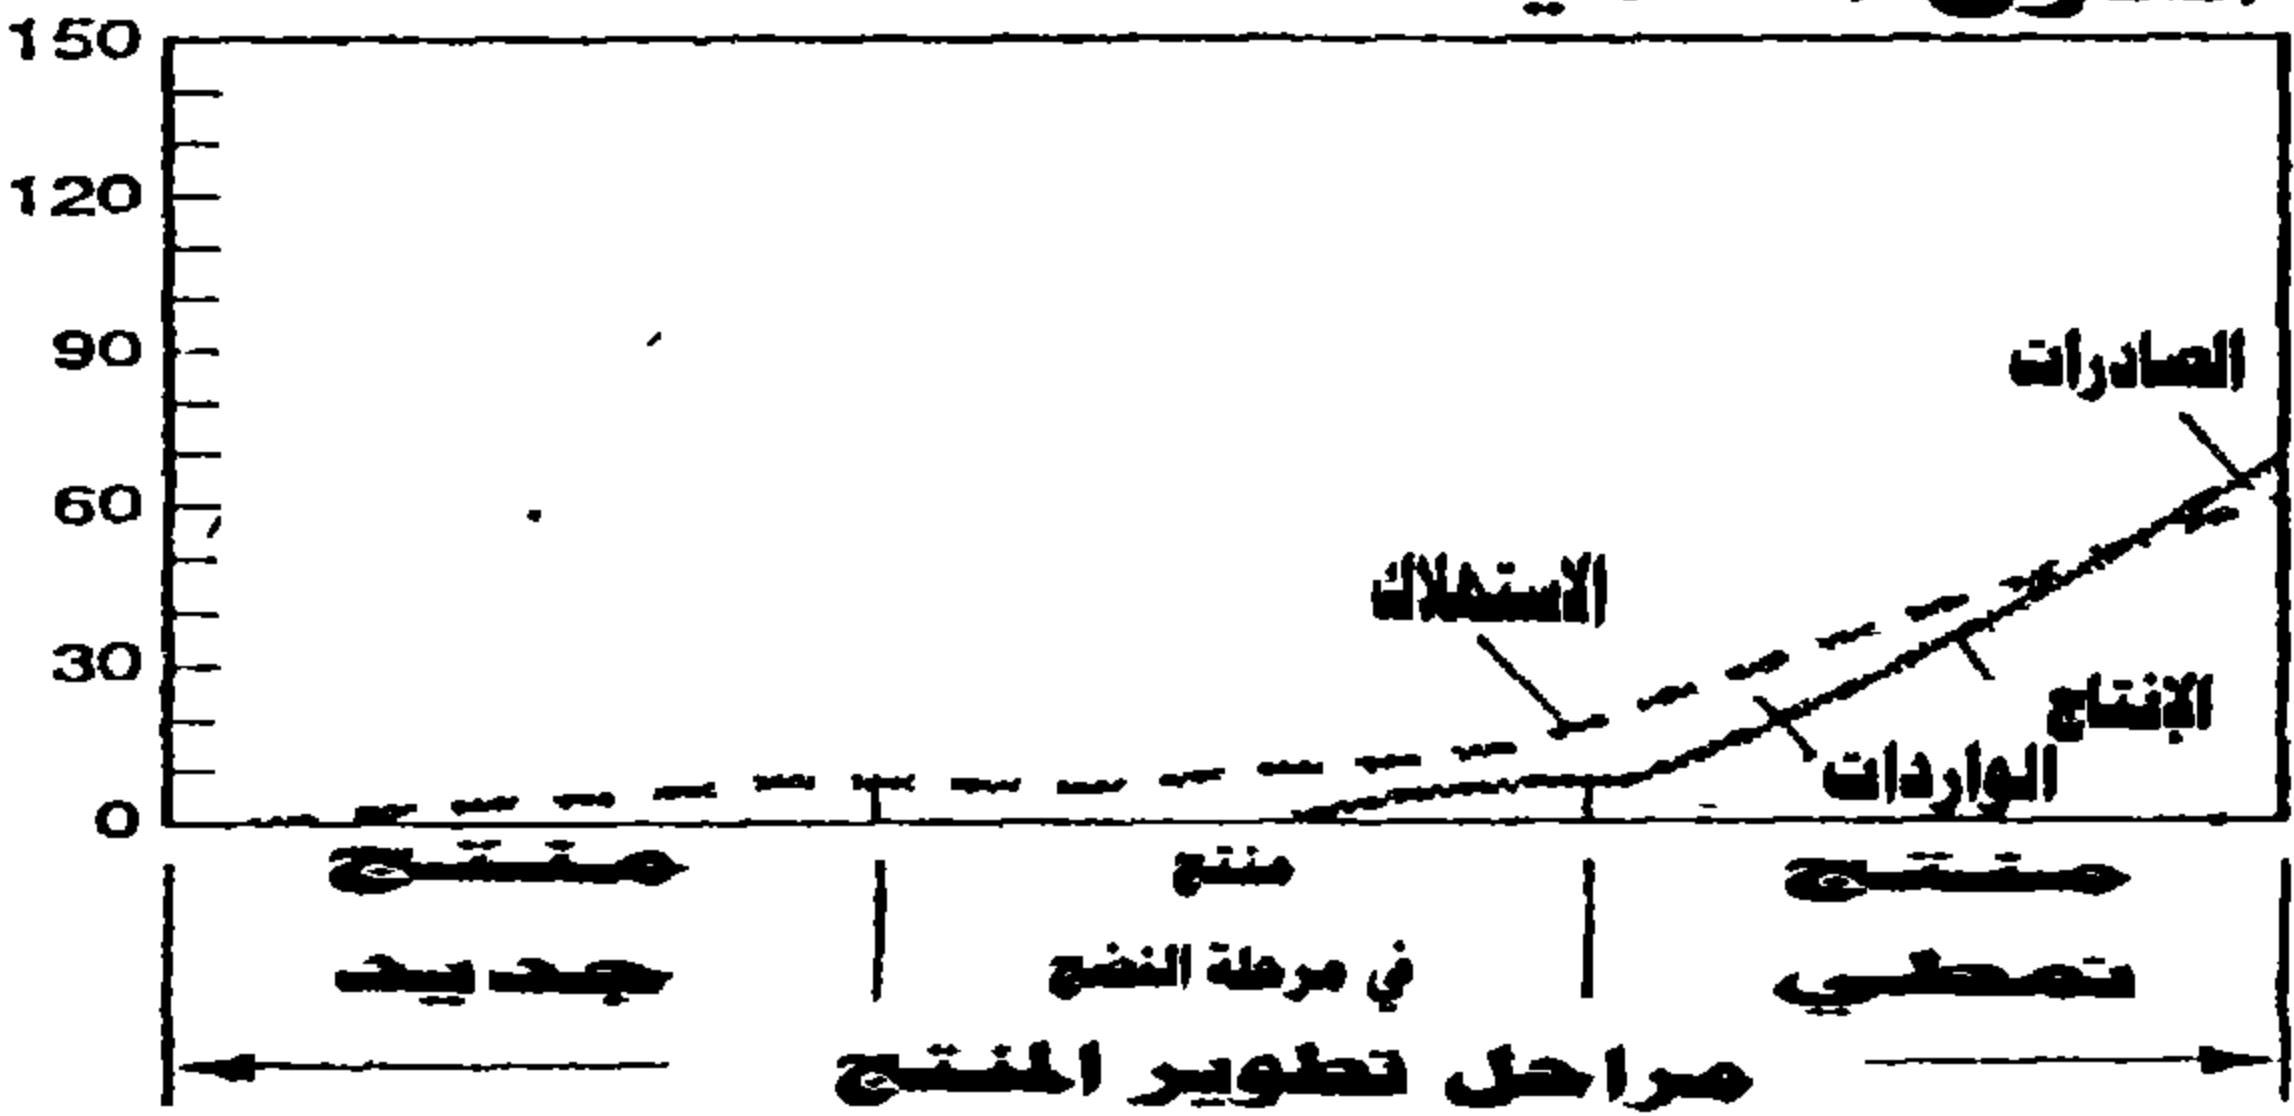 150
120
90
60
30
0
الصادرات
الاستهلاك
الإنتاج
الواردات
منتج جديد
منتج في مرحلة النضج
منتج نمطي
مراحل تطوير المنتج